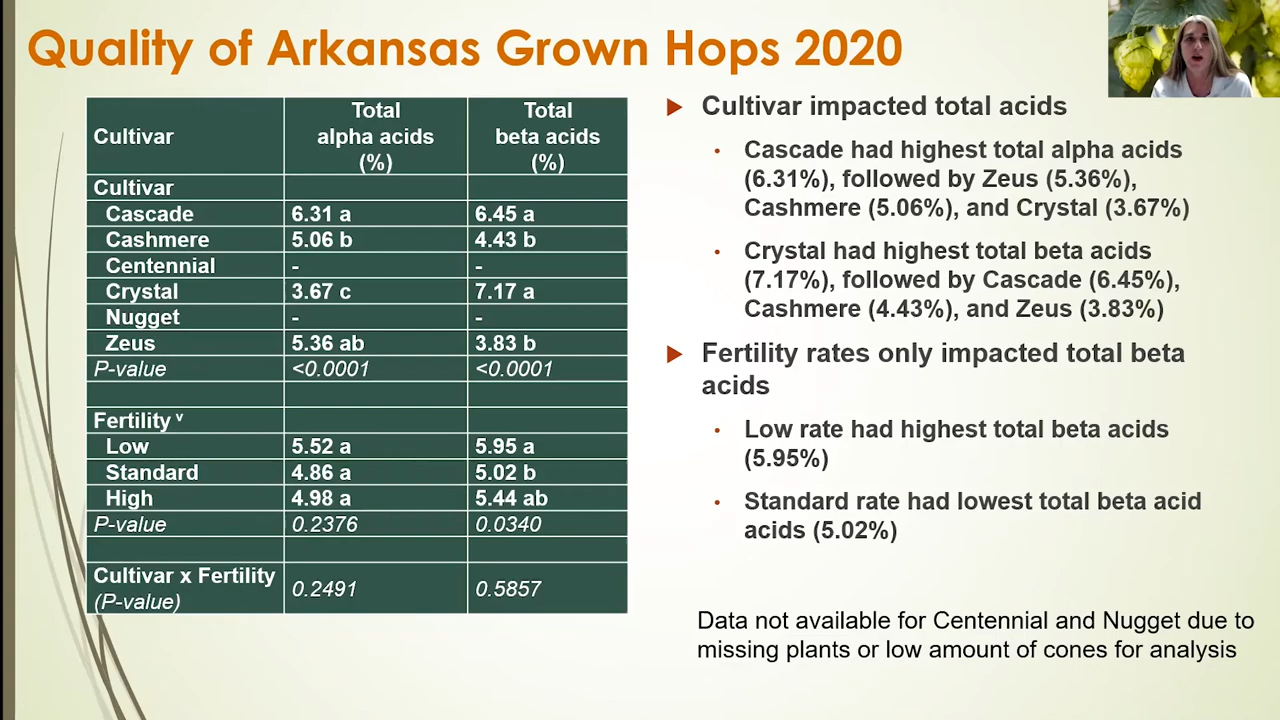 Quality of Arkansas Grown Hops 2020
Cultivar Total alpha acids (%) Total beta acids (%)
Cultivar
Cascade 6.31 a 6.45 a
Cashmere 5.06 b 4.43 b
Centennial - -
Crystal 3.67 c 7.17 a
Nugget - -
Zeus 5.36 ab 3.83 b
P-value <0.0001 <0.0001
Fertility v
Low 5.52 a 5.95 a
Standard 4.86 a 5.02 b
High 4.98 a 5.44 ab
P-value 0.2376 0.0340
Cultivar x Fertility (P-value) 0.2491 0.5857
Cultivar impacted total acids
Cascade had highest total alpha acids
(6.31%), followed by Zeus (5.36%),
Cashmere (5.06%), and Crystal (3.67%)
Crystal had highest total beta acids
(7.17%), followed by Cascade (6.45%),
Cashmere (4.43%), and Zeus (3.83%)
Fertility rates only impacted total beta
acids
Low rate had highest total beta acids
(5.95%)
Standard rate had lowest total beta acid
acids (5.02%)
Data not available for Centennial and Nugget due to
missing plants or low amount of cones for analysis